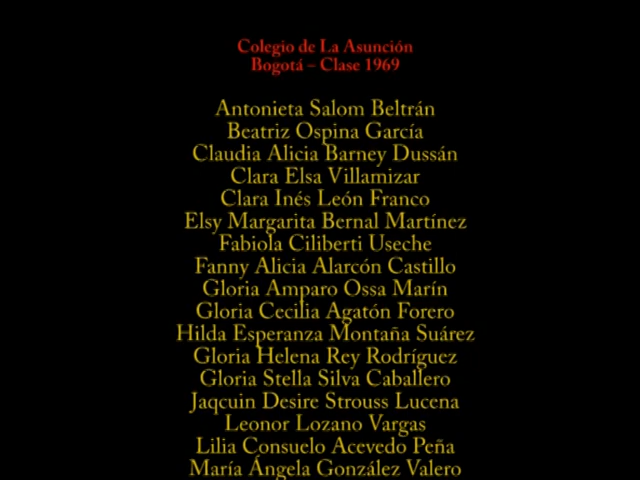 Colegio de La Asunción
Bogotá – Clase 1969
Antonieta Salom Beltrán
Beatriz Ospina García
Claudia Alicia Barney Dussán
Clara Elsa Villamizar
Clara Inés León Franco
Elsy Margarita Bernal Martínez
Fabiola Ciliberti Useche
Fanny Alicia Alarcón Castillo
Gloria Amparo Ossa Marín
Gloria Cecilia Agatón Forero
Hilda Esperanza Montaña Suárez
Gloria Helena Rey Rodríguez
Gloria Stella Silva Caballero
Jaqcuin Desire Strouss Lucena
Leonor Lozano Vargas
Lilia Consuelo Acevedo Peña
María Ángela González Valero